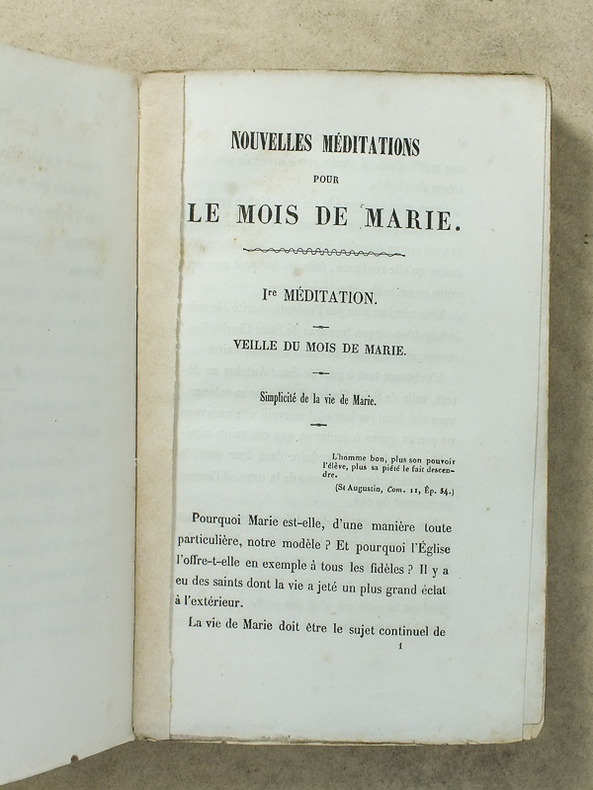 NOUVELLES MÉDITATIONS
POUR
LE MOIS DE MARIE.
Ire MÉDITATION.
VEILLE DU MOIS DE MARIE.
Simplicité de la vie de Marie.
L'homme bon, plus son pouvoir
l'élève, plus sa piété le fait descen-
dre.
(St Augustin, Com. 11, Ép. 54.)
Pourquoi Marie est-elle, d'une manière toute
particulière, notre modèle ? Et pourquoi l'Église
l'offre-t-elle en exemple à tous les fidèles ? Il y a
eu des saints dont la vie a jeté un plus grand éclat
à l'extérieur.
La vie de Marie doit être le sujet continuel de
1